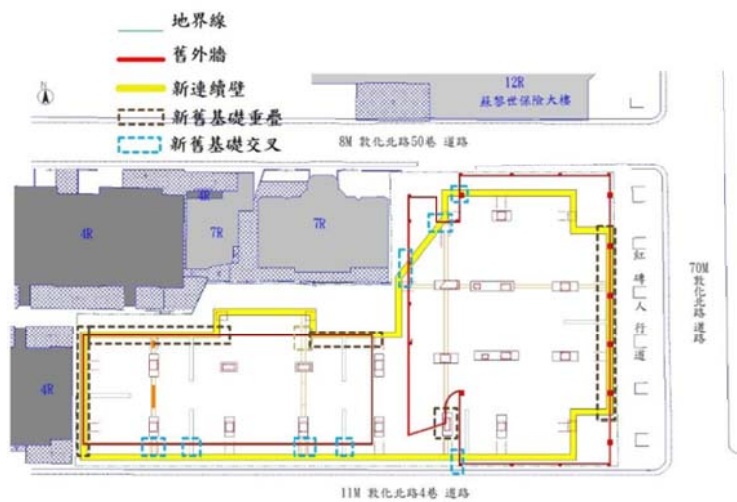 地界線
舊外牆
新連續壁
新舊基礎重疊
新舊基礎交叉
N
12R
蘇黎世保險大樓
8M 敦化北路50巷 道路
4R
4R
7R
7R
4R
紅磚人行道
70M 敦化北路 道路
11M 敦化北路4巷 道路